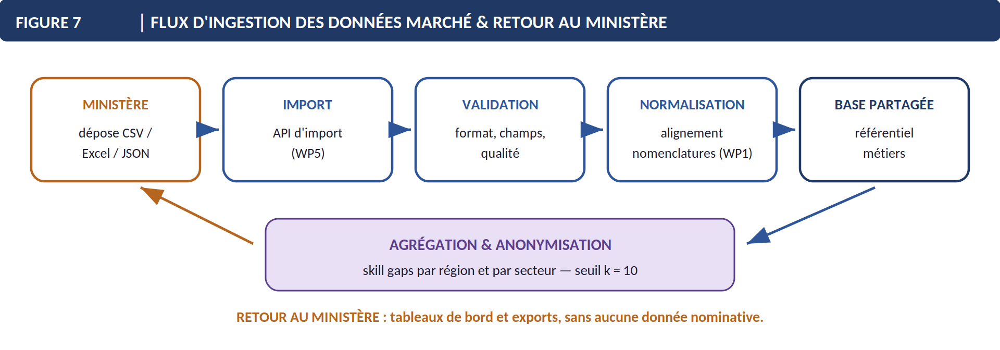 FIGURE 7 | FLUX D'INGESTION DES DONNÉES MARCHÉ & RETOUR AU MINISTÈRE
MINISTÈRE
dépose CSV /
Excel / JSON
IMPORT
API d'import
(WP5)
VALIDATION
format, champs,
qualité
NORMALISATION
alignement
nomenclatures (WP1)
BASE PARTAGÉE
référentiel
métiers
AGRÉGATION & ANONYMISATION
skill gaps par région et par secteur — seuil k = 10
RETOUR AU MINISTÈRE : tableaux de bord et exports, sans aucune donnée nominative.